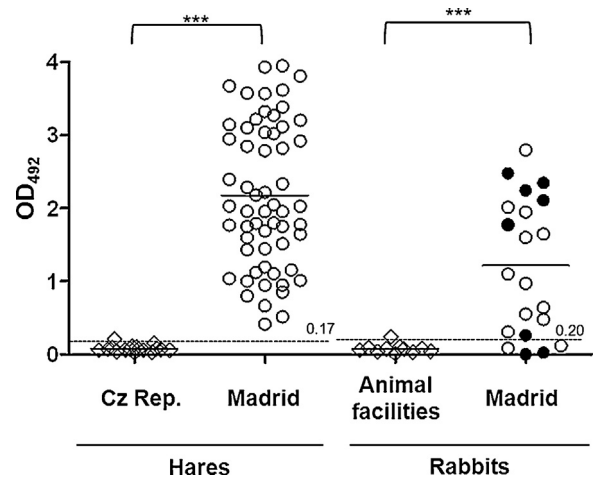 *** ***
4
3
2
1
0
OD492
0.17
0.20
Cz Rep. Madrid Animal facilities Madrid
Hares Rabbits